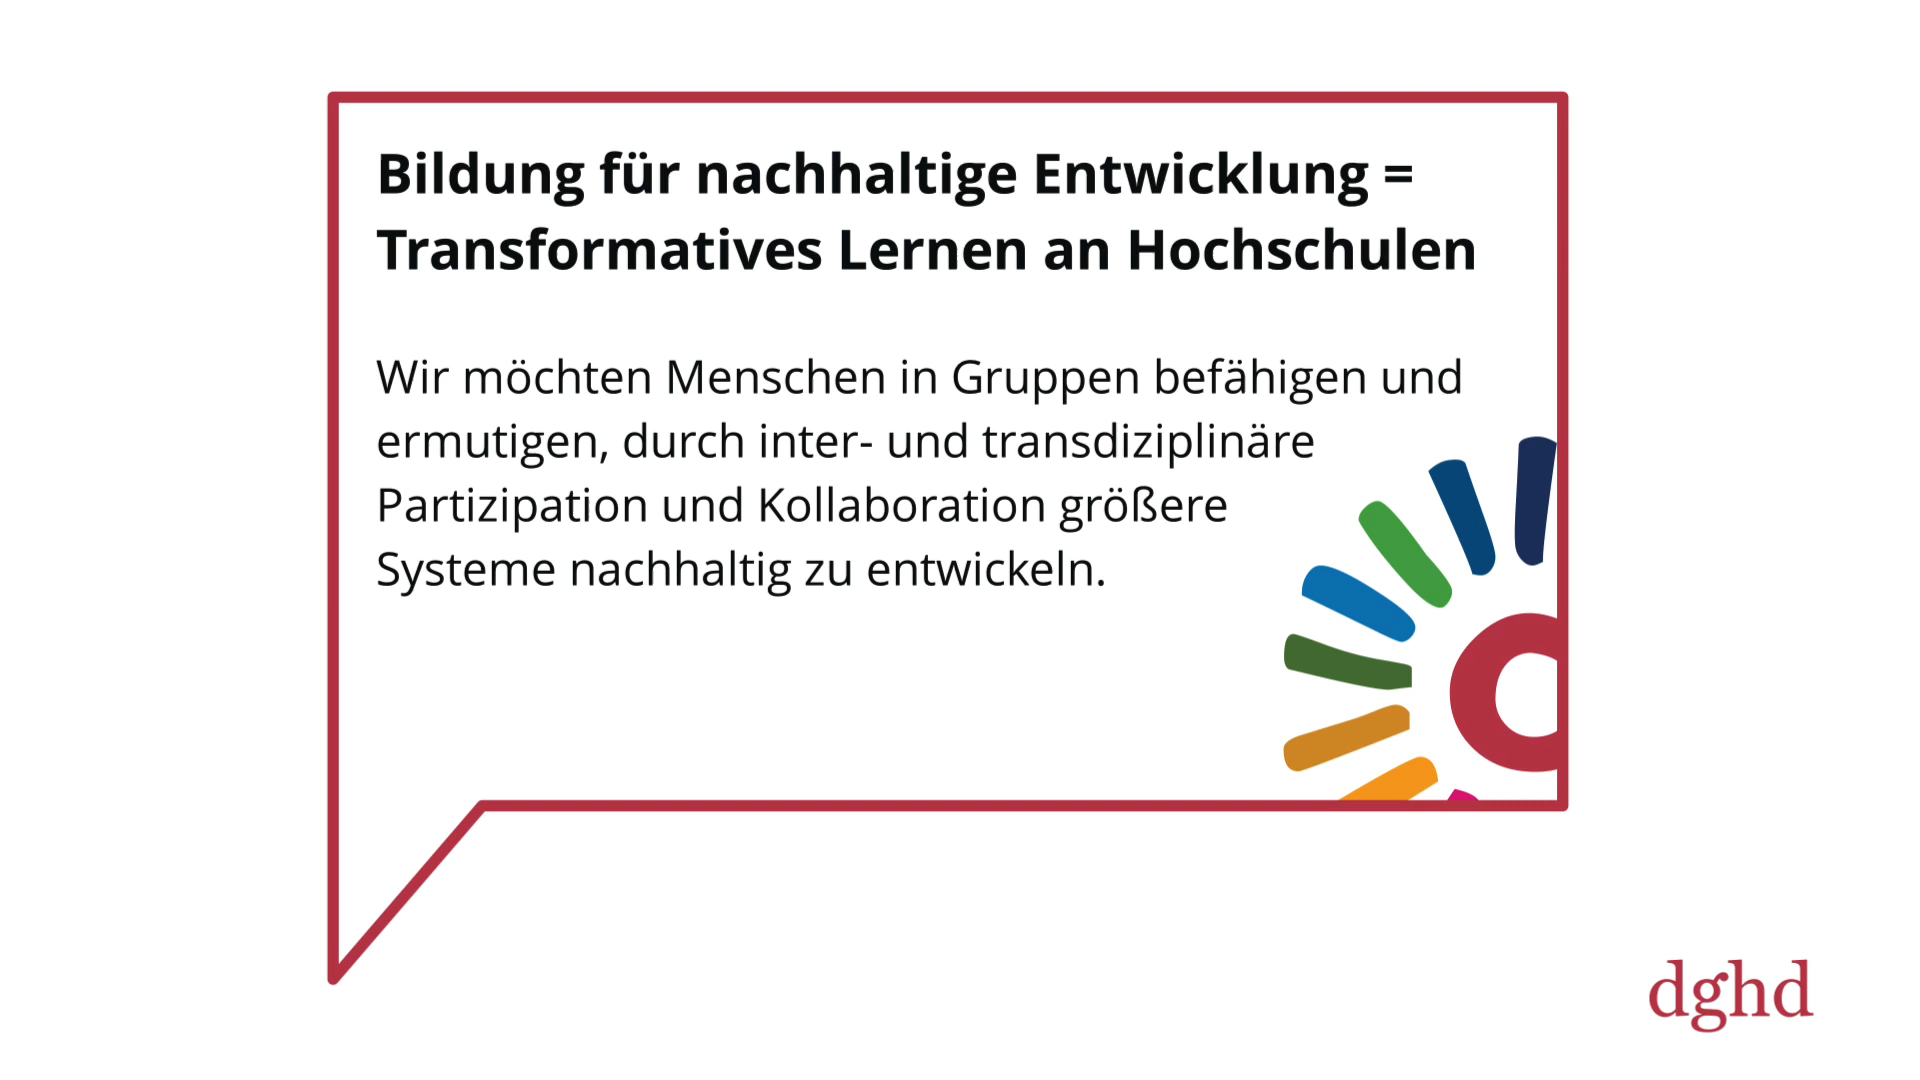 Bildung für nachhaltige Entwicklung =
Transformatives Lernen an Hochschulen
Wir möchten Menschen in Gruppen befähigen und
ermutigen, durch inter- und transdiziplinäre
Partizipation und Kollaboration größere
Systeme nachhaltig zu entwickeln.
dghd